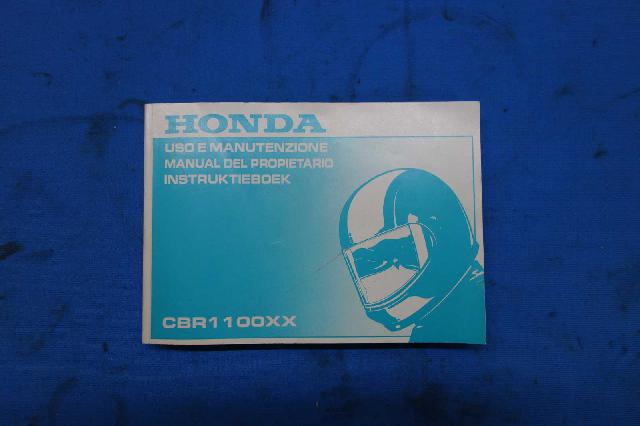 HONDA
USO E MANUTENZIONE
MANUAL DEL PROPIETARIO
INSTRUKTIEBOEK
CBR1100XX